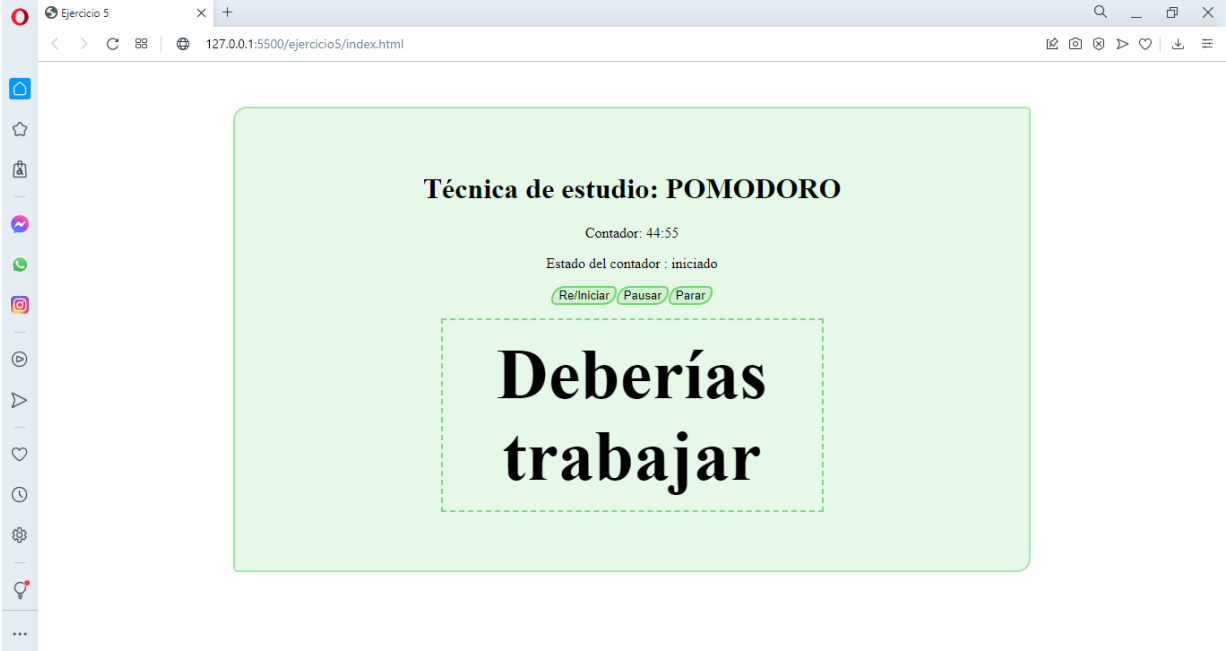 Ejercicio 5
127.0.0.1:5500/ejercicio5/index.html
Técnica de estudio: POMODORO
Contador: 44:55
Estado del contador : iniciado
Re/Iniciar Pausar Parar
Deberías
trabajar